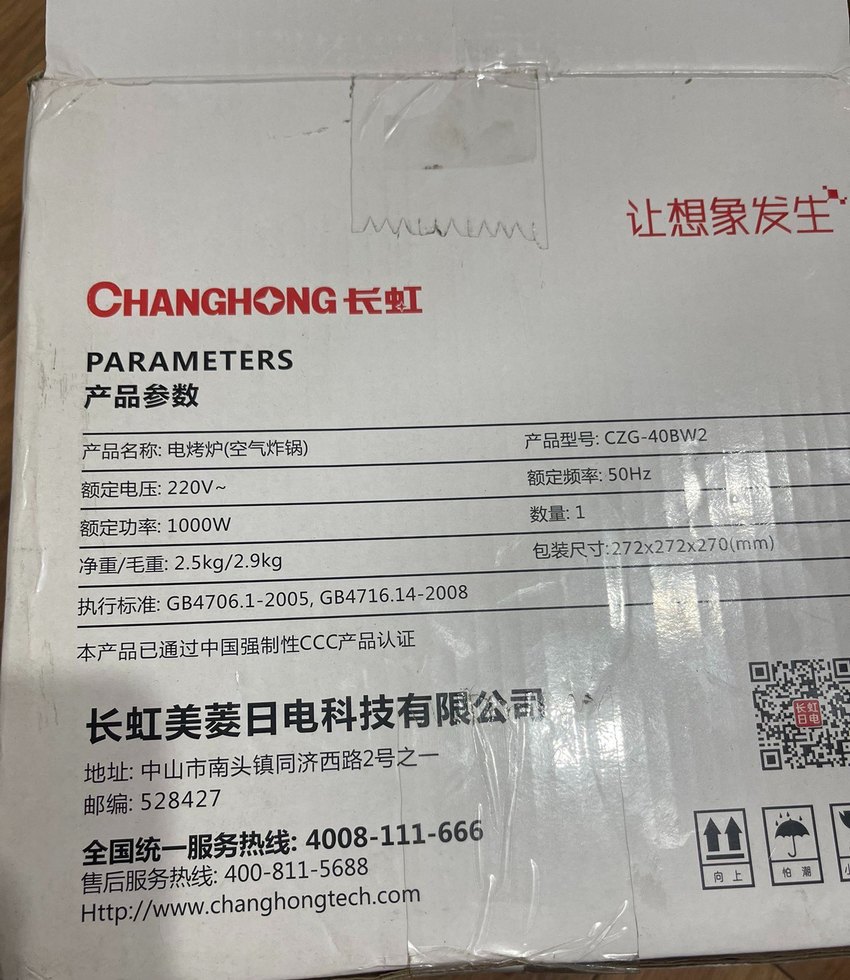 让想象发生
CHANGHONG 长虹
PARAMETERS
产品参数
产品名称: 电烤炉(空气炸锅)
产品型号: CZG-40BW2
额定电压: 220V~
额定频率: 50Hz
额定功率: 1000W
数量: 1
净重/毛重: 2.5kg/2.9kg
包装尺寸:272x272x270(mm)
执行标准: GB4706.1-2005, GB4716.14-2008
本产品已通过中国强制性CCC产品认证
长虹美菱日电科技有限公司
地址: 中山市南头镇同济西路2号之一
邮编: 528427
长虹
日电
全国统一服务热线: 4008-111-666
售后服务热线: 400-811-5688
Http://www.changhongtech.com
向上
怕潮